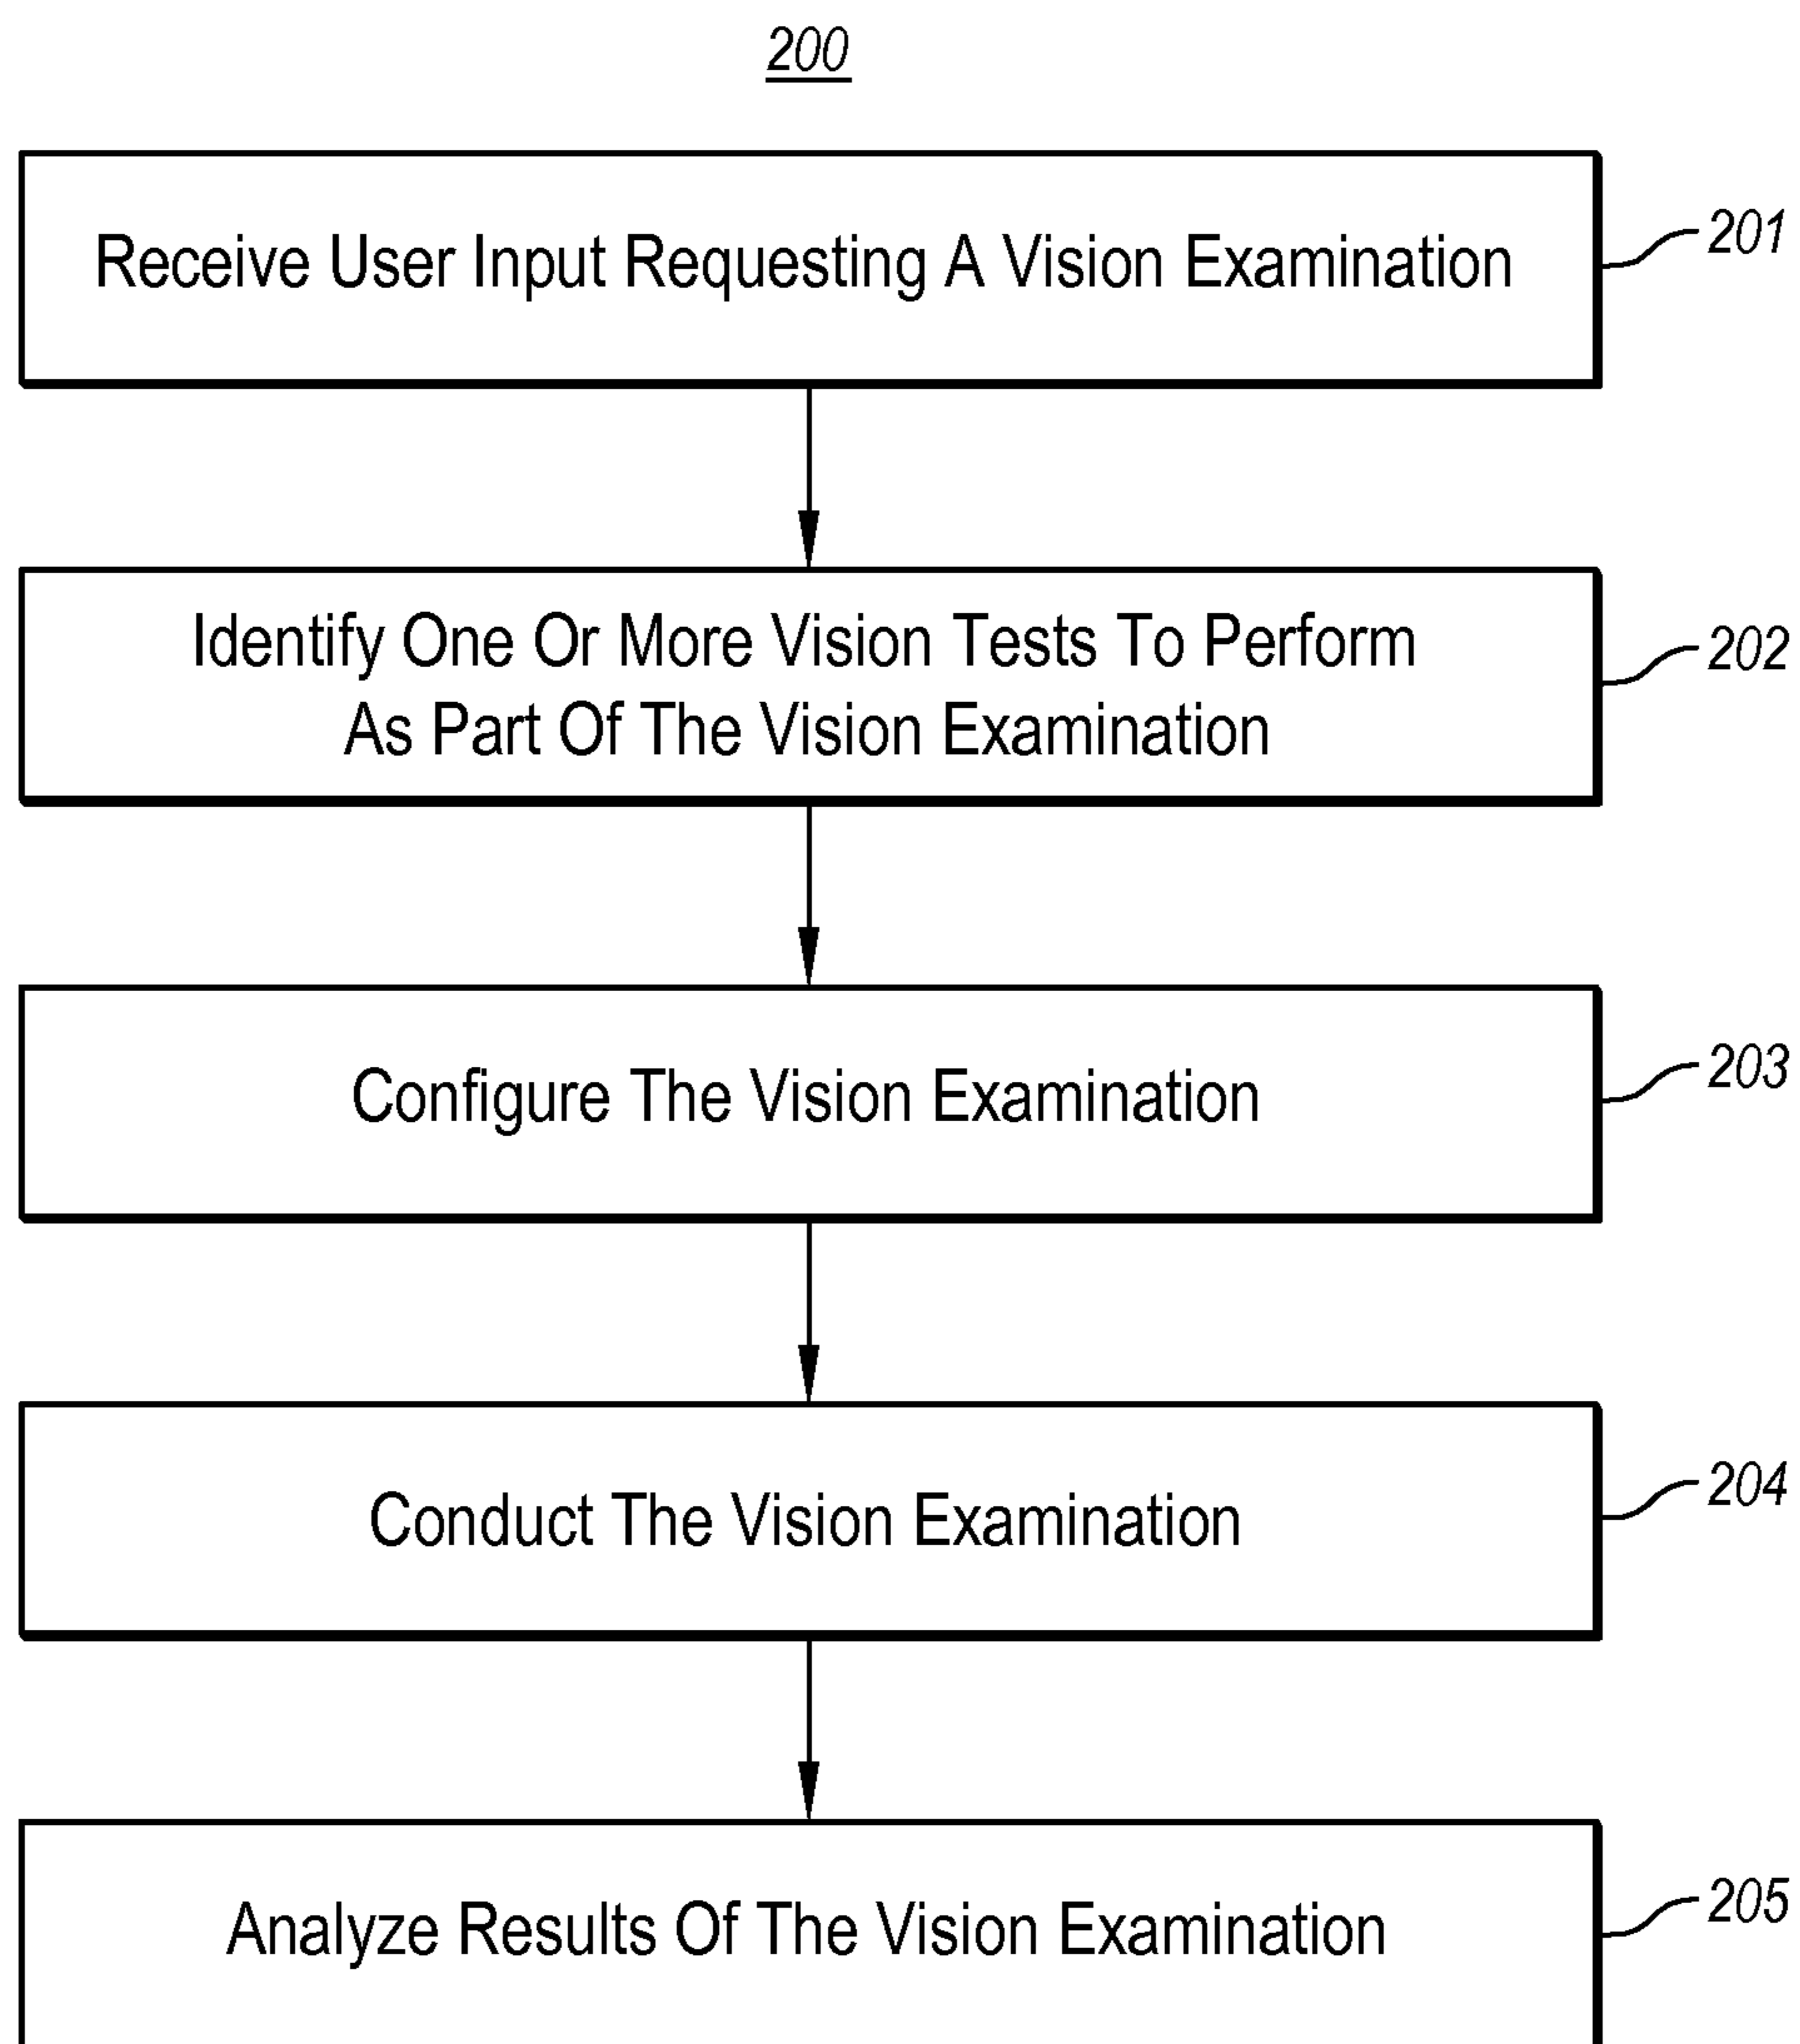 200
Receive User Input Requesting A Vision Examination
201
Identify One Or More Vision Tests To Perform
As Part Of The Vision Examination
202
Configure The Vision Examination
203
Conduct The Vision Examination
204
Analyze Results Of The Vision Examination
205